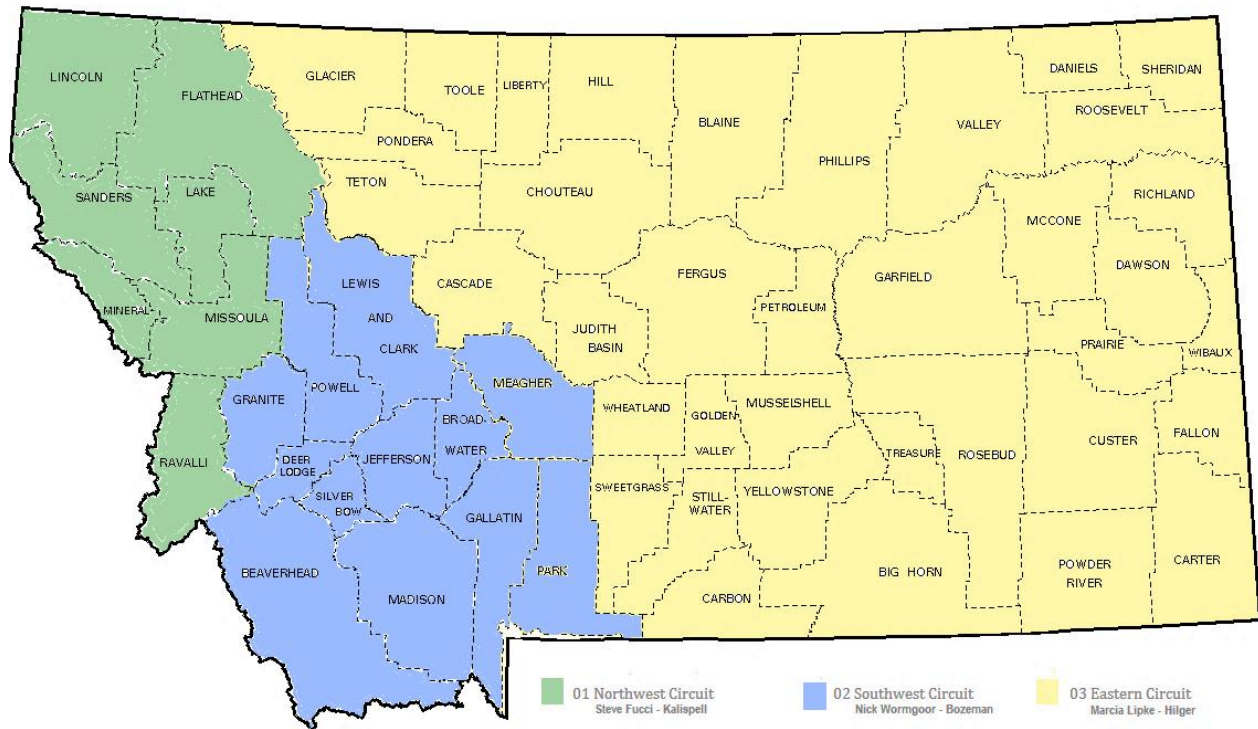 LINCOLN
FLATHEAD
GLACIER
TOOLE
LIBERTY
HILL
BLAINE
PHILLIPS
VALLEY
DANIELS
SHERIDAN
ROOSEVELT
PONDERA
SANDERS
LAKE
TETON
CHOUTEAU
MCCONE
RICHLAND
MINERAL
MISSOULA
LEWIS
AND
CLARK
CASCADE
JUDITH
BASIN
FERGUS
PETROLEUM
GARFIELD
DAWSON
PRAIRIE
WIBAUX
GRANITE
POWELL
MEAGHER
WHEATLAND
GOLDEN
VALLEY
MUSSELSHELL
RAVALLI
DEER
LODGE
JEFFERSON
BROAD-
WATER
TREASURE
ROSEBUD
CUSTER
FALLON
SILVER
BOW
GALLATIN
SWEETGRASS
STILL-
WATER
YELLOWSTONE
BEAVERHEAD
MADISON
PARK
CARBON
BIG HORN
POWDER
RIVER
CARTER
01 Northwest Circuit
Steve Fucci - Kalispell
02 Southwest Circuit
Nick Wormgoor - Bozeman
03 Eastern Circuit
Marcia Lipke - Hilger